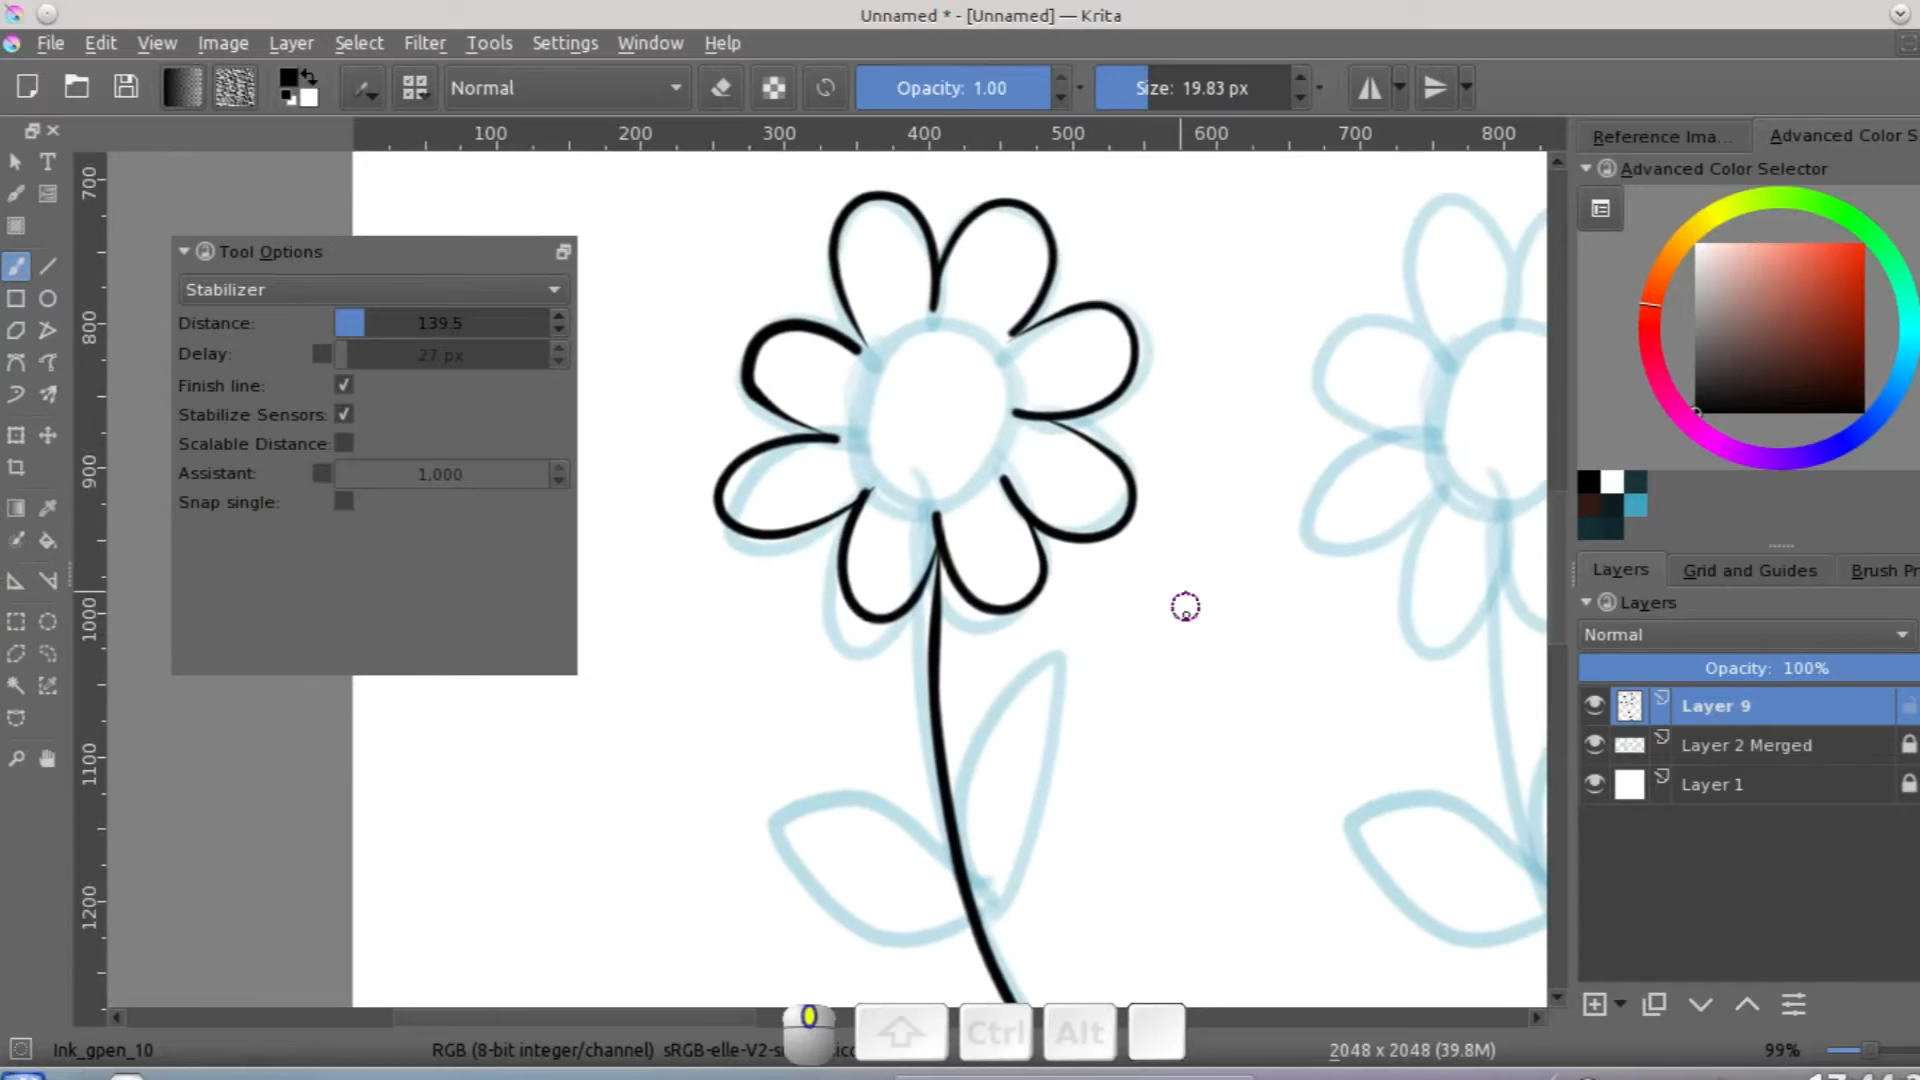 Unnamed * - [Unnamed] — Krita
File Edit View Image Layer Select Filter Tools Settings Window Help
Normal Opacity: 1.00 Size: 19.83 px
100 200 300 400 500 600 700 800
Reference Ima... Advanced Color S
Advanced Color Selector
700
800
900
1000
1100
1200
Tool Options
Stabilizer
Distance: 139.5
Delay: 27 px
Finish line:
Stabilize Sensors:
Scalable Distance:
Assistant: 1,000
Snap single:
Layers Grid and Guides Brush Pr
Layers
Normal
Opacity: 100%
Layer 9
Layer 2 Merged
Layer 1
Ctrl Alt
Ink_gpen_10 RGB (8-bit integer/channel) sRGB-elle-V2-s 2048 x 2048 (39.8M) 99%